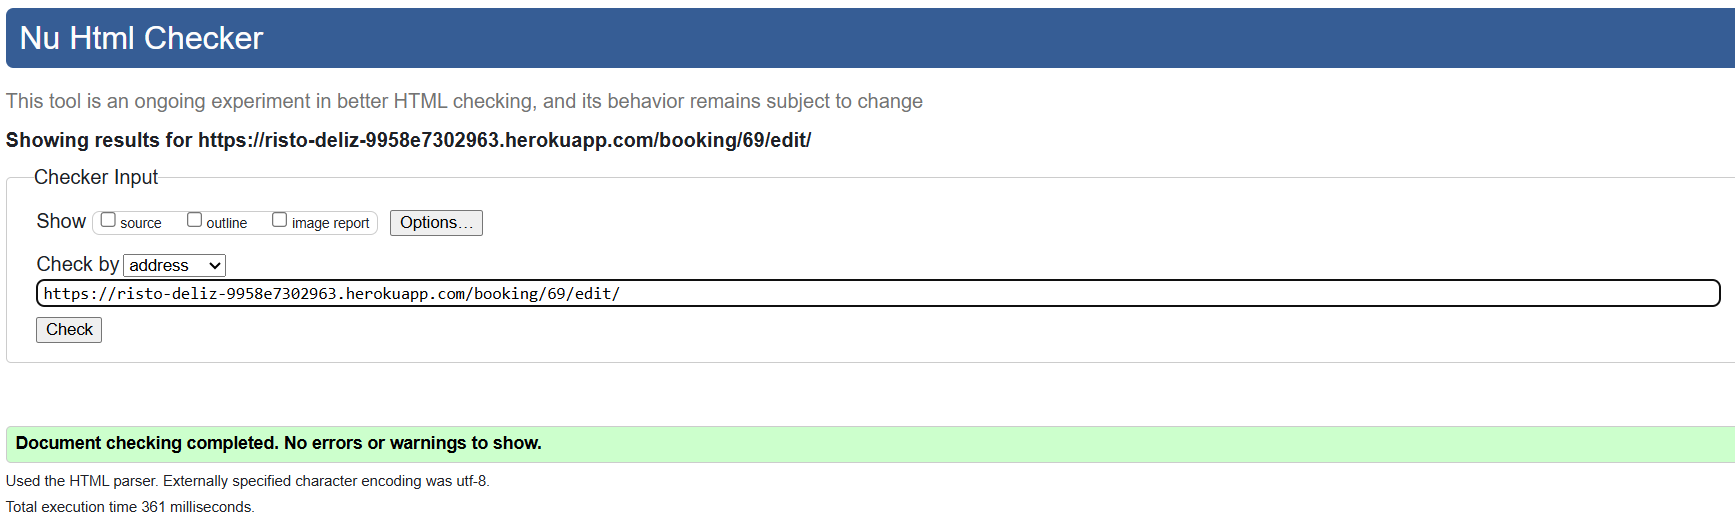 Nu Html Checker
This tool is an ongoing experiment in better HTML checking, and its behavior remains subject to change
Showing results for https://risto-deliz-9958e7302963.herokuapp.com/booking/69/edit/
Checker Input
Show source outline image report Options...
Check by address
https://risto-deliz-9958e7302963.herokuapp.com/booking/69/edit/
Check
Document checking completed. No errors or warnings to show.
Used the HTML parser. Externally specified character encoding was utf-8.
Total execution time 361 milliseconds.